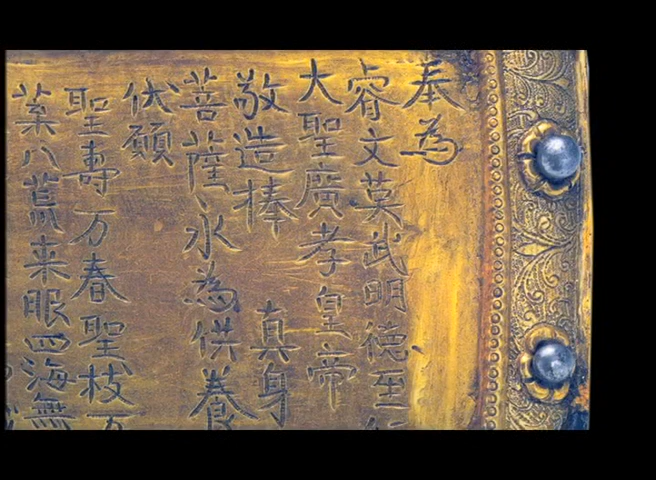 奉為
睿文英武明德至仁
大聖廣孝皇帝
敬造捧真身
菩薩永為供養
伏願
聖壽万春聖枝万
葉八荒来服四海無